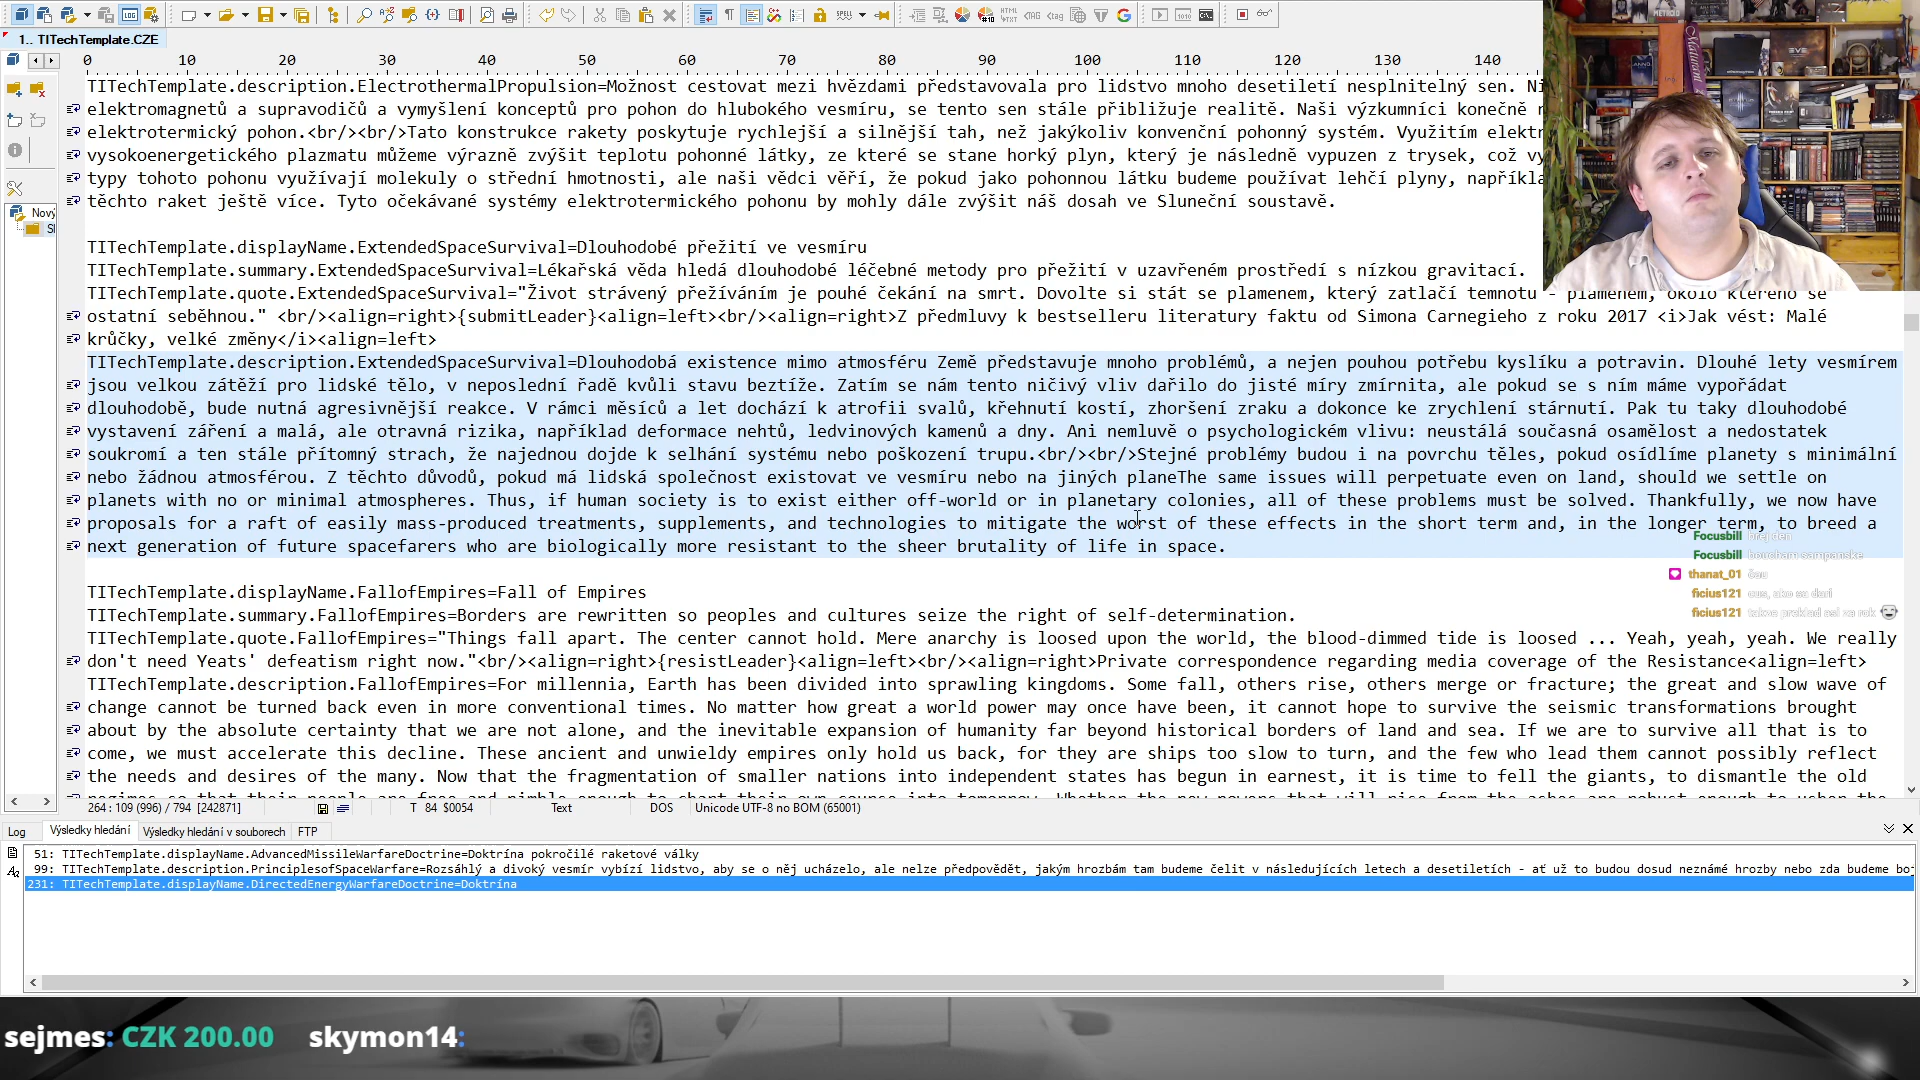 1.. TITechTemplate.CZE
0 10 20 30 40 50 60 70 80 90 100 110 120 130 140
TITechTemplate.description.ElectrothermalPropulsion=Možnost cestovat mezi hvězdami představovala pro lidstvo mnoho desetiletí nesplnitelný sen. Ni
elektromagnetů a supravodičů a vymyšlení konceptů pro pohon do hlubokého vesmíru, se tento sen stále přibližuje realitě. Naši výzkumníci konečně
elektrotermický pohon.<br/><br/>Tato konstrukce rakety poskytuje rychlejší a silnější tah, než jakýkoliv konvenční pohonný systém. Využitím elekt
vysokoenergetického plazmatu můžeme výrazně zvýšit teplotu pohonné látky, ze které se stane horký plyn, který je následně vypuzen z trysek, což vy
typy tohoto pohonu využívají molekuly o střední hmotnosti, ale naši vědci věří, že pokud jako pohonnou látku budeme používat lehčí plyny, napříkla
těchto raket ještě více. Tyto očekávané systémy elektrotermického pohonu by mohly dále zvýšit náš dosah ve Sluneční soustavě.
TITechTemplate.displayName.ExtendedSpaceSurvival=Dlouhodobé přežití ve vesmíru
TITechTemplate.summary.ExtendedSpaceSurvival=Lékařská věda hledá dlouhodobé léčebné metody pro přežití v uzavřeném prostředí s nízkou gravitací.
TITechTemplate.quote.ExtendedSpaceSurvival="Život strávený přežíváním je pouhé čekání na smrt. Dovolte si stát se plamenem, který zatlačí temnotu - plamenem, okolo kterého se
ostatní seběhnou." <br/><align=right>{submitLeader}<align=left><br/><align=right>Z předmluvy k bestselleru literatury faktu od Simona Carnegieho z roku 2017 <i>Jak vést: Malé
krůčky, velké změny</i><align=left>
TITechTemplate.description.ExtendedSpaceSurvival=Dlouhodobá existence mimo atmosféru Země představuje mnoho problémů, a nejen pouhou potřebu kyslíku a potravin. Dlouhé lety vesmírem
jsou velkou zátěží pro lidské tělo, v neposlední řadě kvůli stavu beztíže. Zatím se nám tento ničivý vliv dařilo do jisté míry zmírnita, ale pokud se s ním máme vypořádat
dlouhodobě, bude nutná agresivnější reakce. V rámci měsíců a let dochází k atrofii svalů, křehnutí kostí, zhoršení zraku a dokonce ke zrychlení stárnutí. Pak tu taky dlouhodobé
vystavení záření a malá, ale otravná rizika, například deformace nehtů, ledvinových kamenů a dny. Ani nemluvě o psychologickém vlivu: neustálá současná osamělost a nedostatek
soukromí a ten stále přítomný strach, že najednou dojde k selhání systému nebo poškození trupu.<br/><br/>Stejné problémy budou i na povrchu těles, pokud osídlíme planety s minimální
nebo žádnou atmosférou. Z těchto důvodů, pokud má lidská společnost existovat ve vesmíru nebo na jiných planeThe same issues will perpetuate even on land, should we settle on
planets with no or minimal atmospheres. Thus, if human society is to exist either off-world or in planetary colonies, all of these problems must be solved. Thankfully, we now have
proposals for a raft of easily mass-produced treatments, supplements, and technologies to mitigate the worst of these effects in the short term and, in the longer term, to breed a
next generation of future spacefarers who are biologically more resistant to the sheer brutality of life in space.
Focusbill hřej den
Focusbill boucham sampaňske
thanat_01 čau
ficius121
ficius121
TITechTemplate.displayName.FallofEmpires=Fall of Empires
TITechTemplate.summary.FallofEmpires=Borders are rewritten so peoples and cultures seize the right of self-determination.
TITechTemplate.quote.FallofEmpires="Things fall apart. The center cannot hold. Mere anarchy is loosed upon the world, the blood-dimmed tide is loosed ... Yeah, yeah, yeah. We really
don't need Yeats' defeatism right now."<br/><align=right>{resistLeader}<align=left><br/><align=right>Private correspondence regarding media coverage of the Resistance<align=left>
TITechTemplate.description.FallofEmpires=For millennia, Earth has been divided into sprawling kingdoms. Some fall, others rise, others merge or fracture; the great and slow wave of
change cannot be turned back even in more conventional times. No matter how great a world power may once have been, it cannot hope to survive the seismic transformations brought
about by the absolute certainty that we are not alone, and the inevitable expansion of humanity far beyond historical borders of land and sea. If we are to survive all that is to
come, we must accelerate this decline. These ancient and unwieldy empires only hold us back, for they are ships too slow to turn, and the few who lead them cannot possibly reflect
the needs and desires of the many. Now that the fragmentation of smaller nations into independent states has begun in earnest, it is time to fell the giants, to dismantle the old
264 : 109 (996) / 794 [242871] T 84 $0054 Text DOS Unicode UTF-8 no BOM (65001)
Log Výsledky hledání Výsledky hledání v souborech FTP
51: TITechTemplate.displayName.AdvancedMissileWarfareDoctrine=Doktrína pokročilé raketové války
99: TITechTemplate.description.PrinciplesofSpaceWarfare=Rozsáhlý a divoký vesmír vybízí lidstvo, aby se o něj ucházelo, ale nelze předpovědět, jakým hrozbám tam budeme čelit v následujících letech a desetiletích - ať už to budou dosud neznámé hrozby nebo zda budeme bo
231: TITechTemplate.displayName.DirectedEnergyWarfareDoctrine=Doktrína
sejmes: CZK 200.00 skymon14: